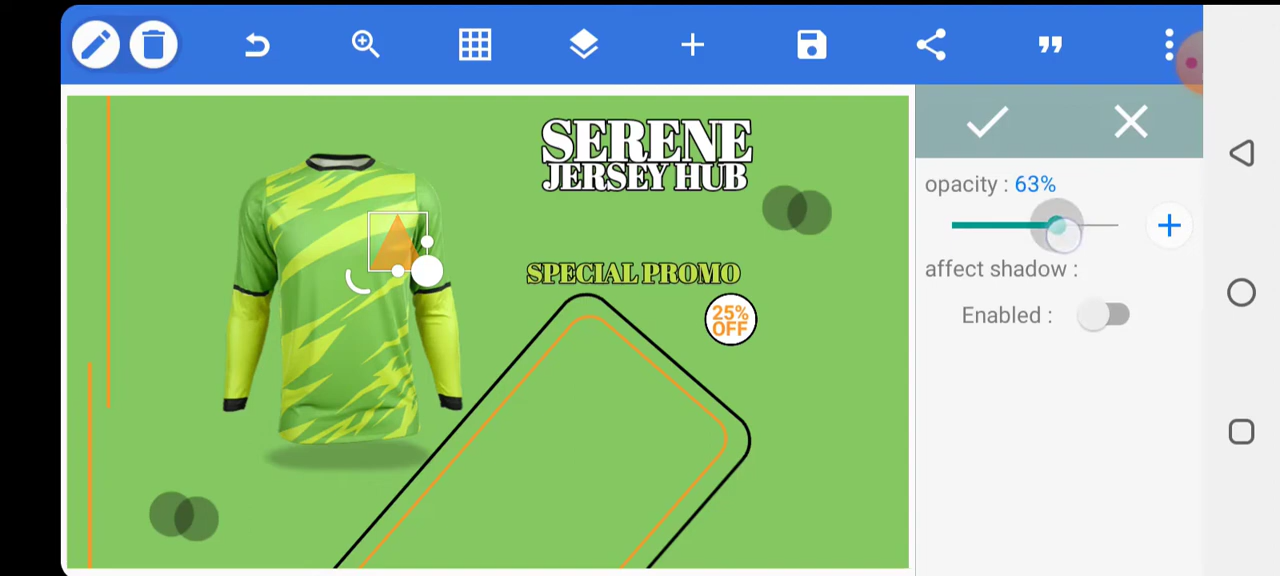 SERENE
JERSEY HUB
SPECIAL PROMO
25%
OFF
opacity : 63%
affect shadow :
Enabled :